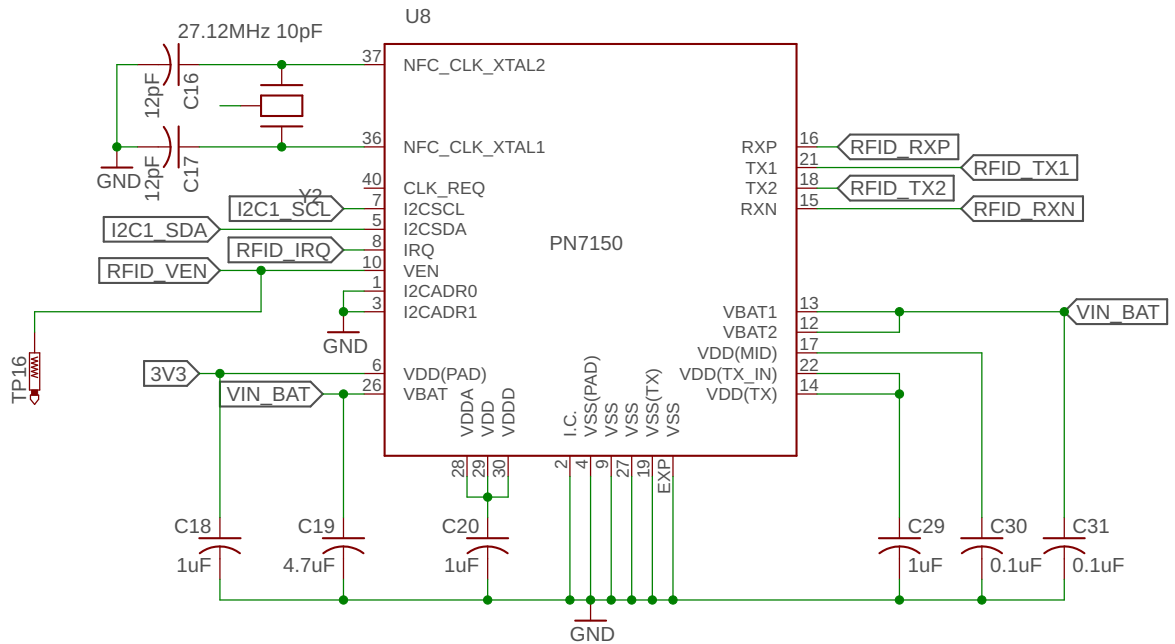 U8
27.12MHz 10pF
12pF
C16
12pF
C17
GND
Y2
37
NFC_CLK_XTAL2
36
NFC_CLK_XTAL1
40
CLK_REQ
I2C1_SCL
7
I2CSCL
I2C1_SDA
5
I2CSDA
RFID_IRQ
8
IRQ
RFID_VEN
10
VEN
1
I2CADR0
3
I2CADR1
GND
TP16
3V3
6
VDD(PAD)
VIN_BAT
26
VBAT
PN7150
RXP
16
RFID_RXP
TX1
21
RFID_TX1
TX2
18
RFID_TX2
RXN
15
RFID_RXN
VBAT1
13
VIN_BAT
VBAT2
12
VDD(MID)
17
VDD(TX_IN)
22
VDD(TX)
14
VDDA
VDD
VDDD
I.C.
VSS(PAD)
VSS
VSS
VSS(TX)
VSS
28
29
30
2
4
9
27
19
EXP
C18
1uF
C19
4.7uF
C20
1uF
C29
1uF
C30
0.1uF
C31
0.1uF
GND